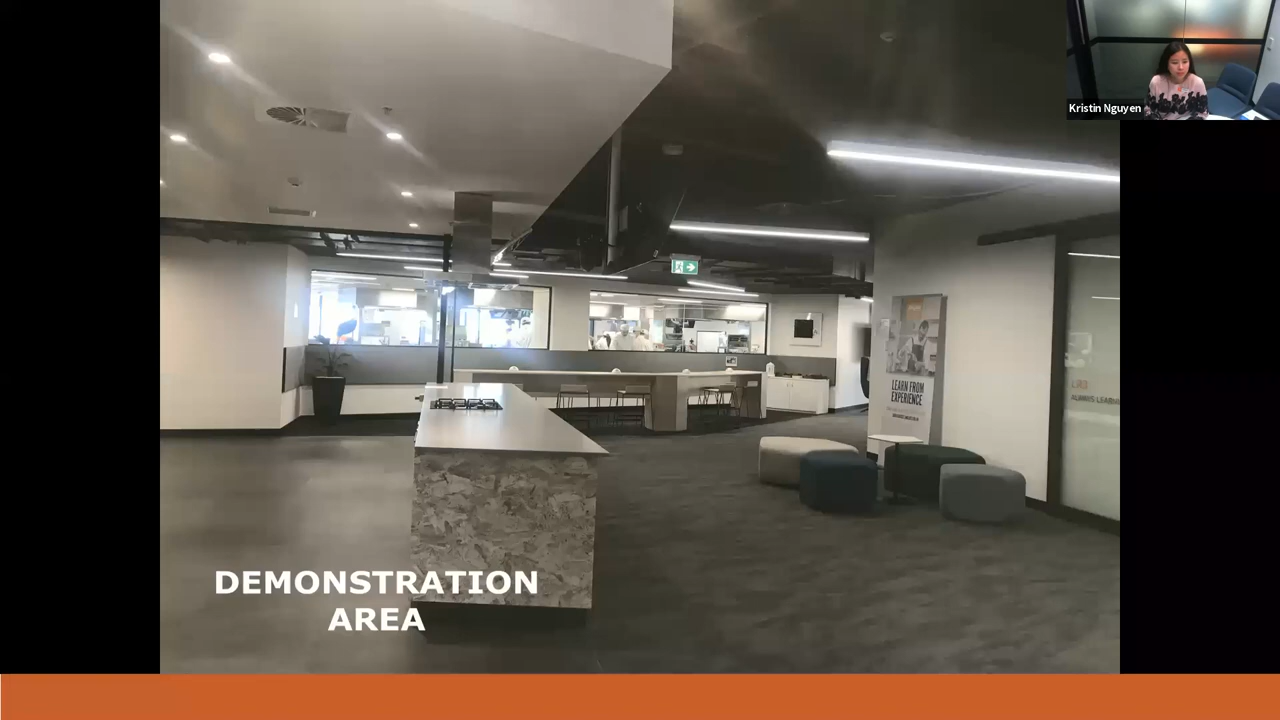 Kristin Nguyen
LEARN FROM
EXPERIENCE
DEMONSTRATION
AREA